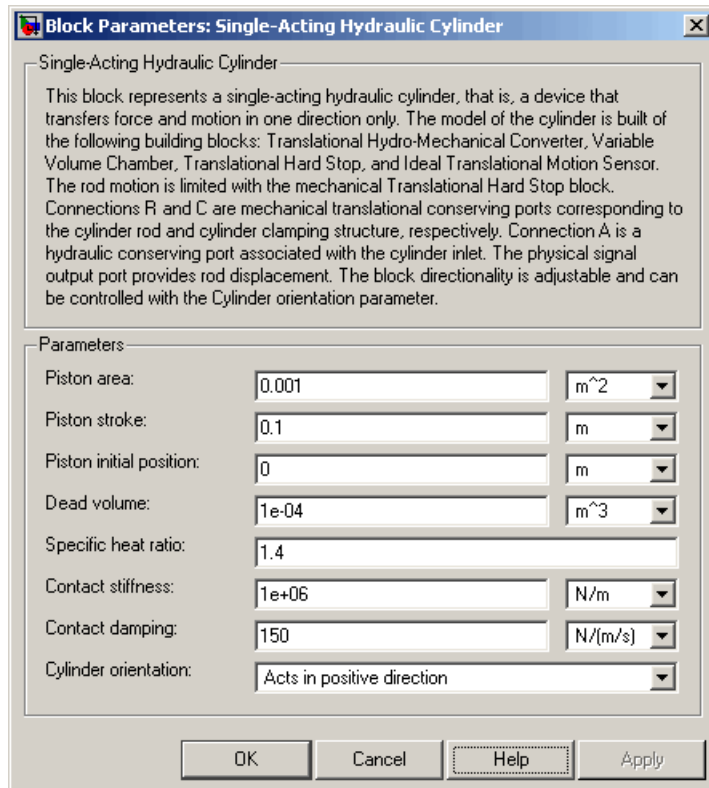 Block Parameters: Single-Acting Hydraulic Cylinder
Single-Acting Hydraulic Cylinder
This block represents a single-acting hydraulic cylinder, that is, a device that
transfers force and motion in one direction only. The model of the cylinder is built of
the following building blocks: Translational Hydro-Mechanical Converter, Variable
Volume Chamber, Translational Hard Stop, and Ideal Translational Motion Sensor.
The rod motion is limited with the mechanical Translational Hard Stop block.
Connections R and C are mechanical translational conserving ports corresponding to
the cylinder rod and cylinder clamping structure, respectively. Connection A is a
hydraulic conserving port associated with the cylinder inlet. The physical signal
output port provides rod displacement. The block directionality is adjustable and can
be controlled with the Cylinder orientation parameter.
Parameters
Piston area: 0.001 m^2
Piston stroke: 0.1 m
Piston initial position: 0 m
Dead volume: 1e-04 m^3
Specific heat ratio: 1.4
Contact stiffness: 1e+06 N/m
Contact damping: 150 N/(m/s)
Cylinder orientation: Acts in positive direction
OK Cancel Help Apply